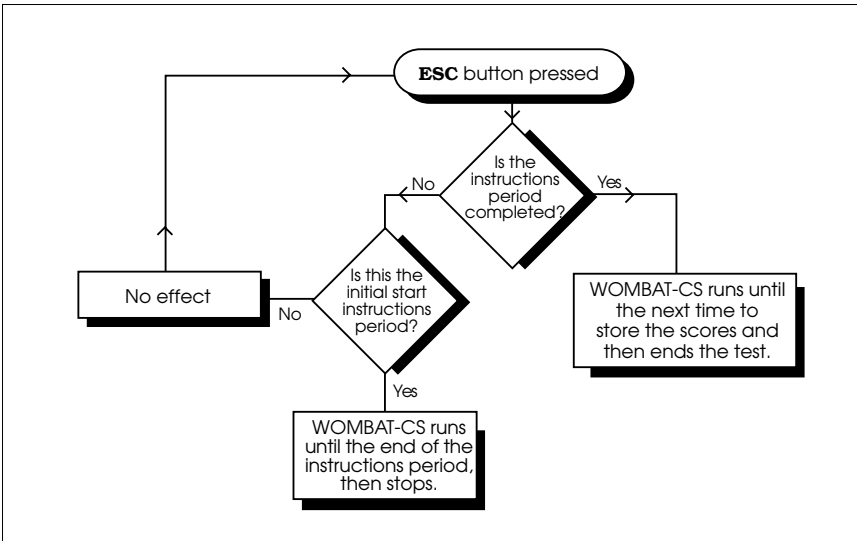 ESC button pressed
Is the
instructions
period
completed?
No
Yes
Is this the
initial start
instructions
period?
No effect
No
WOMBAT-CS runs until
the next time to
store the scores and
then ends the test.
Yes
WOMBAT-CS runs
until the end of the
instructions period,
then stops.